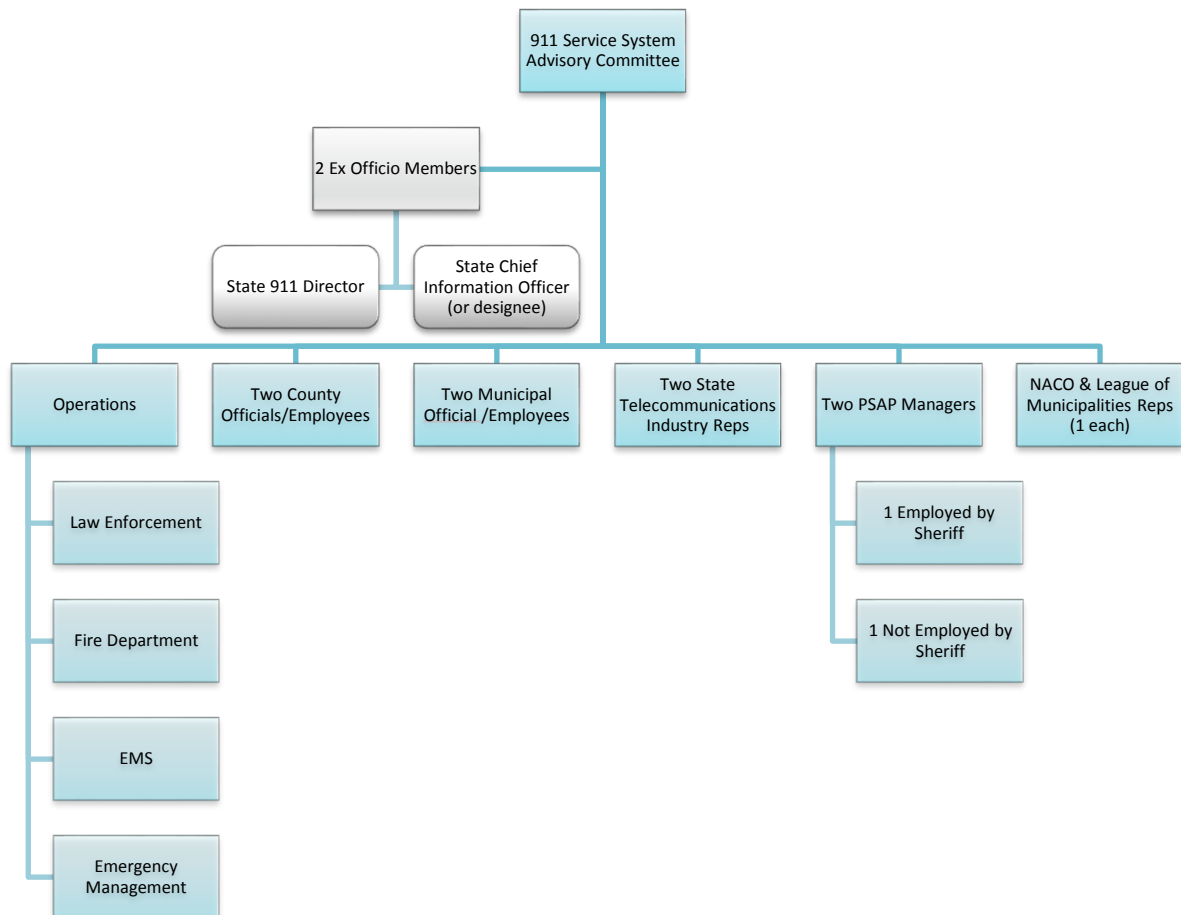 911 Service System
Advisory Committee
2 Ex Officio Members
State 911 Director
State Chief
Information Officer
(or designee)
Operations
Two County
Officials/Employees
Two Municipal
Official /Employees
Two State
Telecommunications
Industry Reps
Two PSAP Managers
NACO & League of
Municipalities Reps
(1 each)
Law Enforcement
Fire Department
EMS
Emergency
Management
1 Employed by
Sheriff
1 Not Employed by
Sheriff